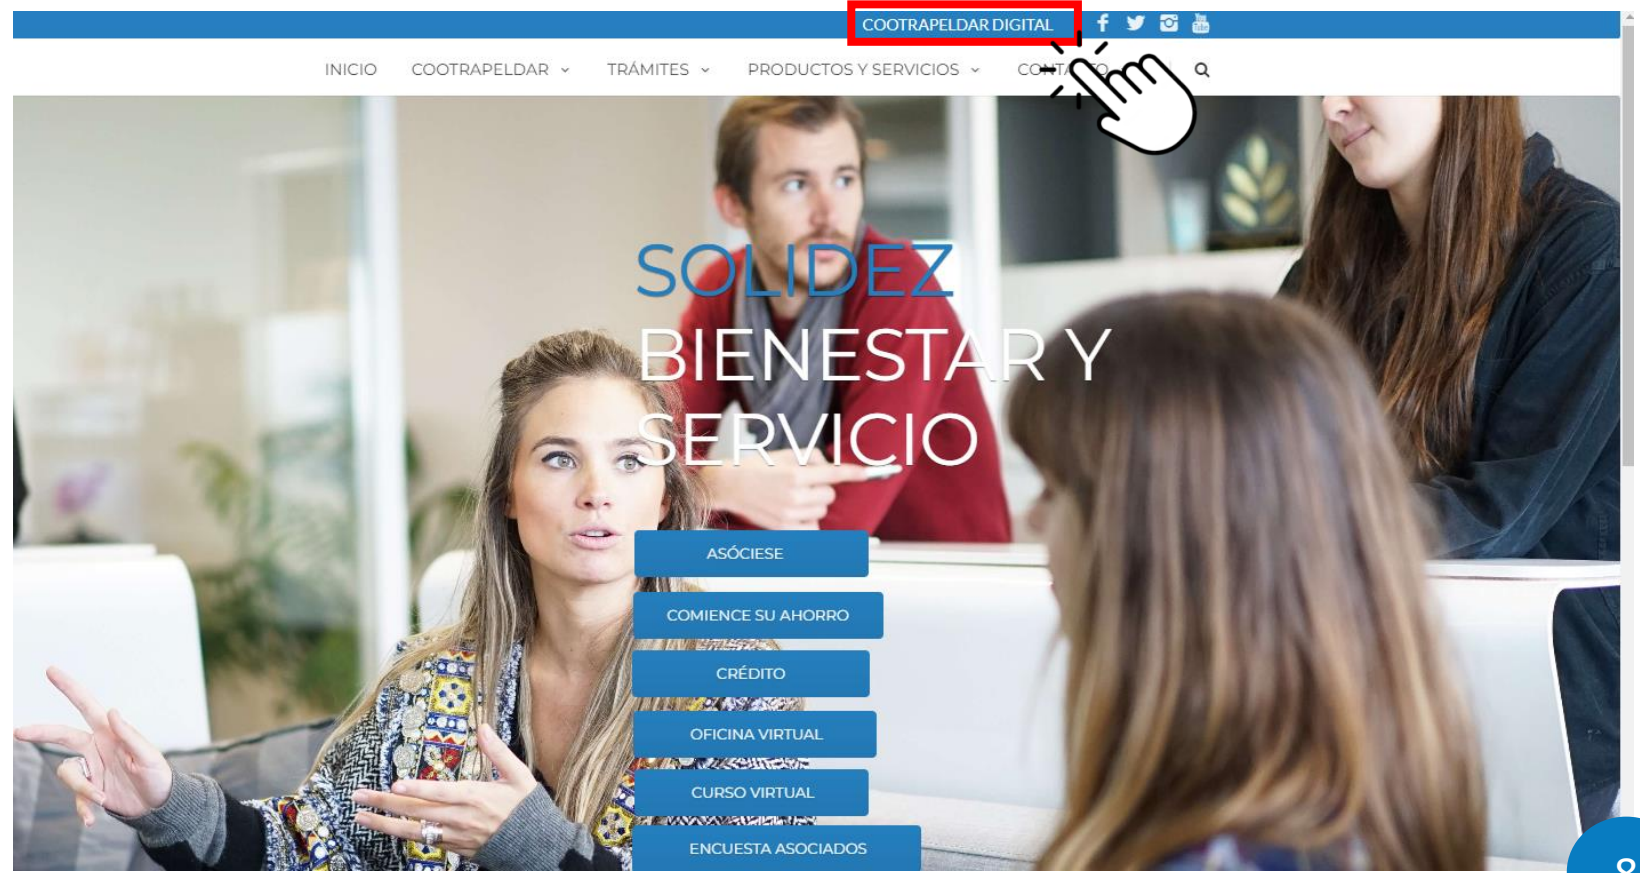 COOTRAPELDAR DIGITAL
INICIO COOTRAPELDAR TRÁMITES PRODUCTOS Y SERVICIOS CONTACTO
SOLIDEZ
BIENESTAR Y
SERVICIO
ASÓCIESE
COMIENCE SU AHORRO
CRÉDITO
OFICINA VIRTUAL
CURSO VIRTUAL
ENCUESTA ASOCIADOS